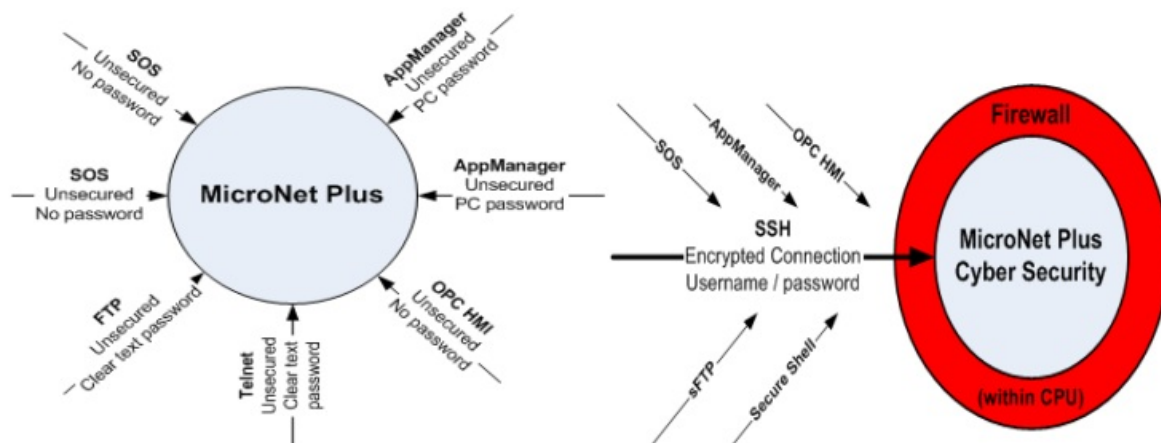 SOS
Unsecured
No password
AppManager
Unsecured
PC password
SOS
Unsecured
No password
MicroNet Plus
AppManager
Unsecured
PC password
FTP
Unsecured
Clear text password
Telnet
Unsecured
Clear text
password
OPC HMI
Unsecured
No password
SOS
AppManager
OPC HMI
SSH
Encrypted Connection
Username / password
sFTP
Secure Shell
Firewall
MicroNet Plus
Cyber Security
(within CPU)